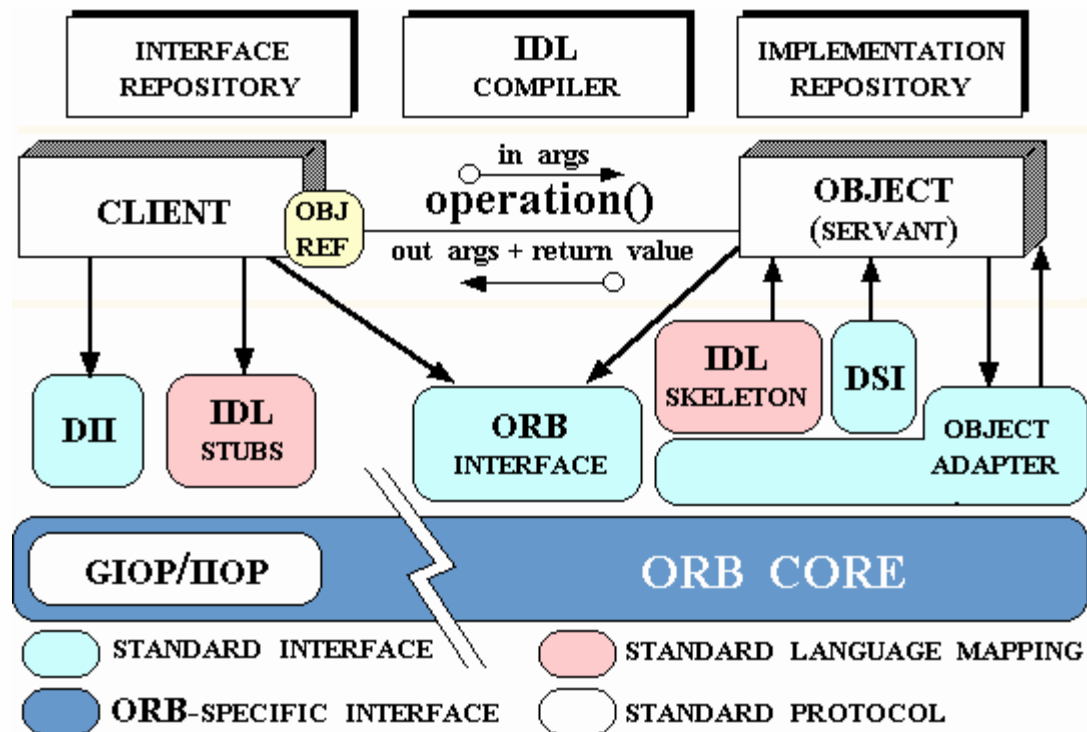 INTERFACE
REPOSITORY
IDL
COMPILER
IMPLEMENTATION
REPOSITORY
CLIENT
OBJ
REF
in args
operation()
out args + return value
OBJECT
(SERVANT)
DII
IDL
STUBS
ORB
INTERFACE
IDL
SKELETON
DSI
OBJECT
ADAPTER
GIOP/IIOP
ORB CORE
STANDARD INTERFACE
STANDARD LANGUAGE MAPPING
ORB-SPECIFIC INTERFACE
STANDARD PROTOCOL